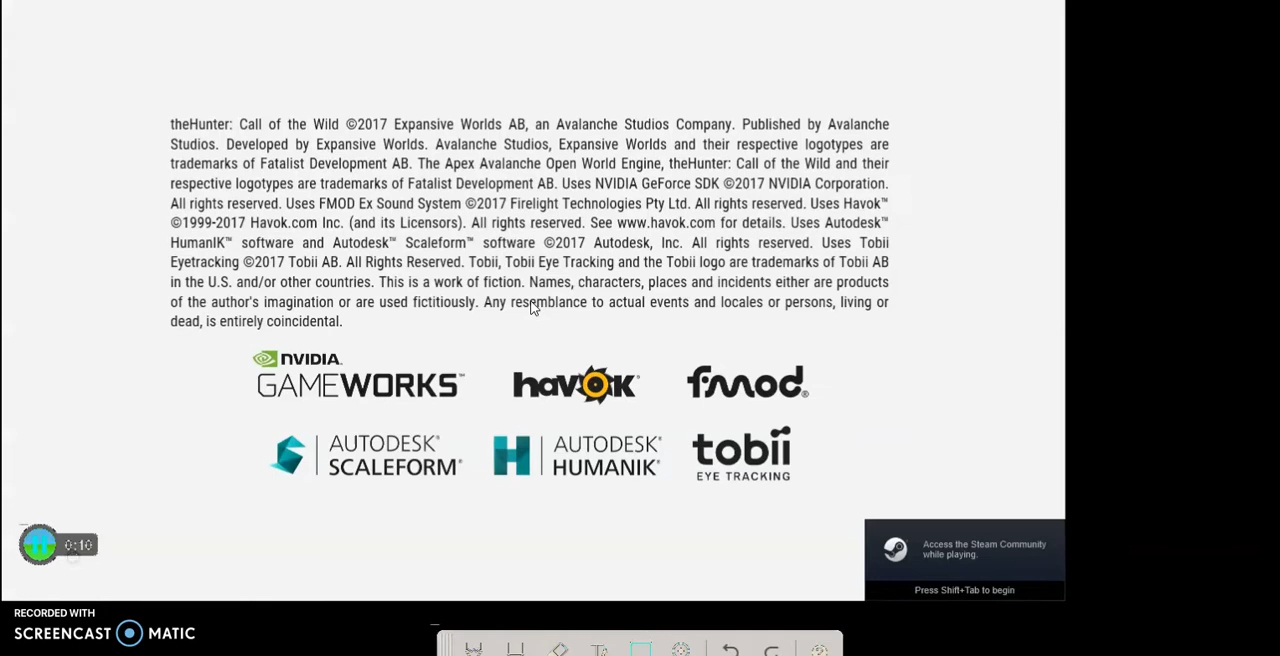 theHunter: Call of the Wild ©2017 Expansive Worlds AB, an Avalanche Studios Company. Published by Avalanche
Studios. Developed by Expansive Worlds. Avalanche Studios, Expansive Worlds and their respective logotypes are
trademarks of Fatalist Development AB. The Apex Avalanche Open World Engine, theHunter: Call of the Wild and their
respective logotypes are trademarks of Fatalist Development AB. Uses NVIDIA GeForce SDK ©2017 NVIDIA Corporation.
All rights reserved. Uses FMOD Ex Sound System ©2017 Firelight Technologies Pty Ltd. All rights reserved. Uses Havok™
©1999-2017 Havok.com Inc. (and its Licensors). All rights reserved. See www.havok.com for details. Uses Autodesk™
HumanIK™ software and Autodesk™ Scaleform™ software ©2017 Autodesk, Inc. All rights reserved. Uses Tobii
Eyetracking ©2017 Tobii AB. All Rights Reserved. Tobii, Tobii Eye Tracking and the Tobii logo are trademarks of Tobii AB
in the U.S. and/or other countries. This is a work of fiction. Names, characters, places and incidents either are products
of the author's imagination or are used fictitiously. Any resemblance to actual events and locales or persons, living or
dead, is entirely coincidental.
NVIDIA.
GAMEWORKS™
havok®
fmod®
AUTODESK®
SCALEFORM®
AUTODESK®
HUMANIK®
tobii
EYE TRACKING
0:10
Access the Steam Community
while playing.
Press Shift+Tab to begin
RECORDED WITH
SCREENCAST MATIC